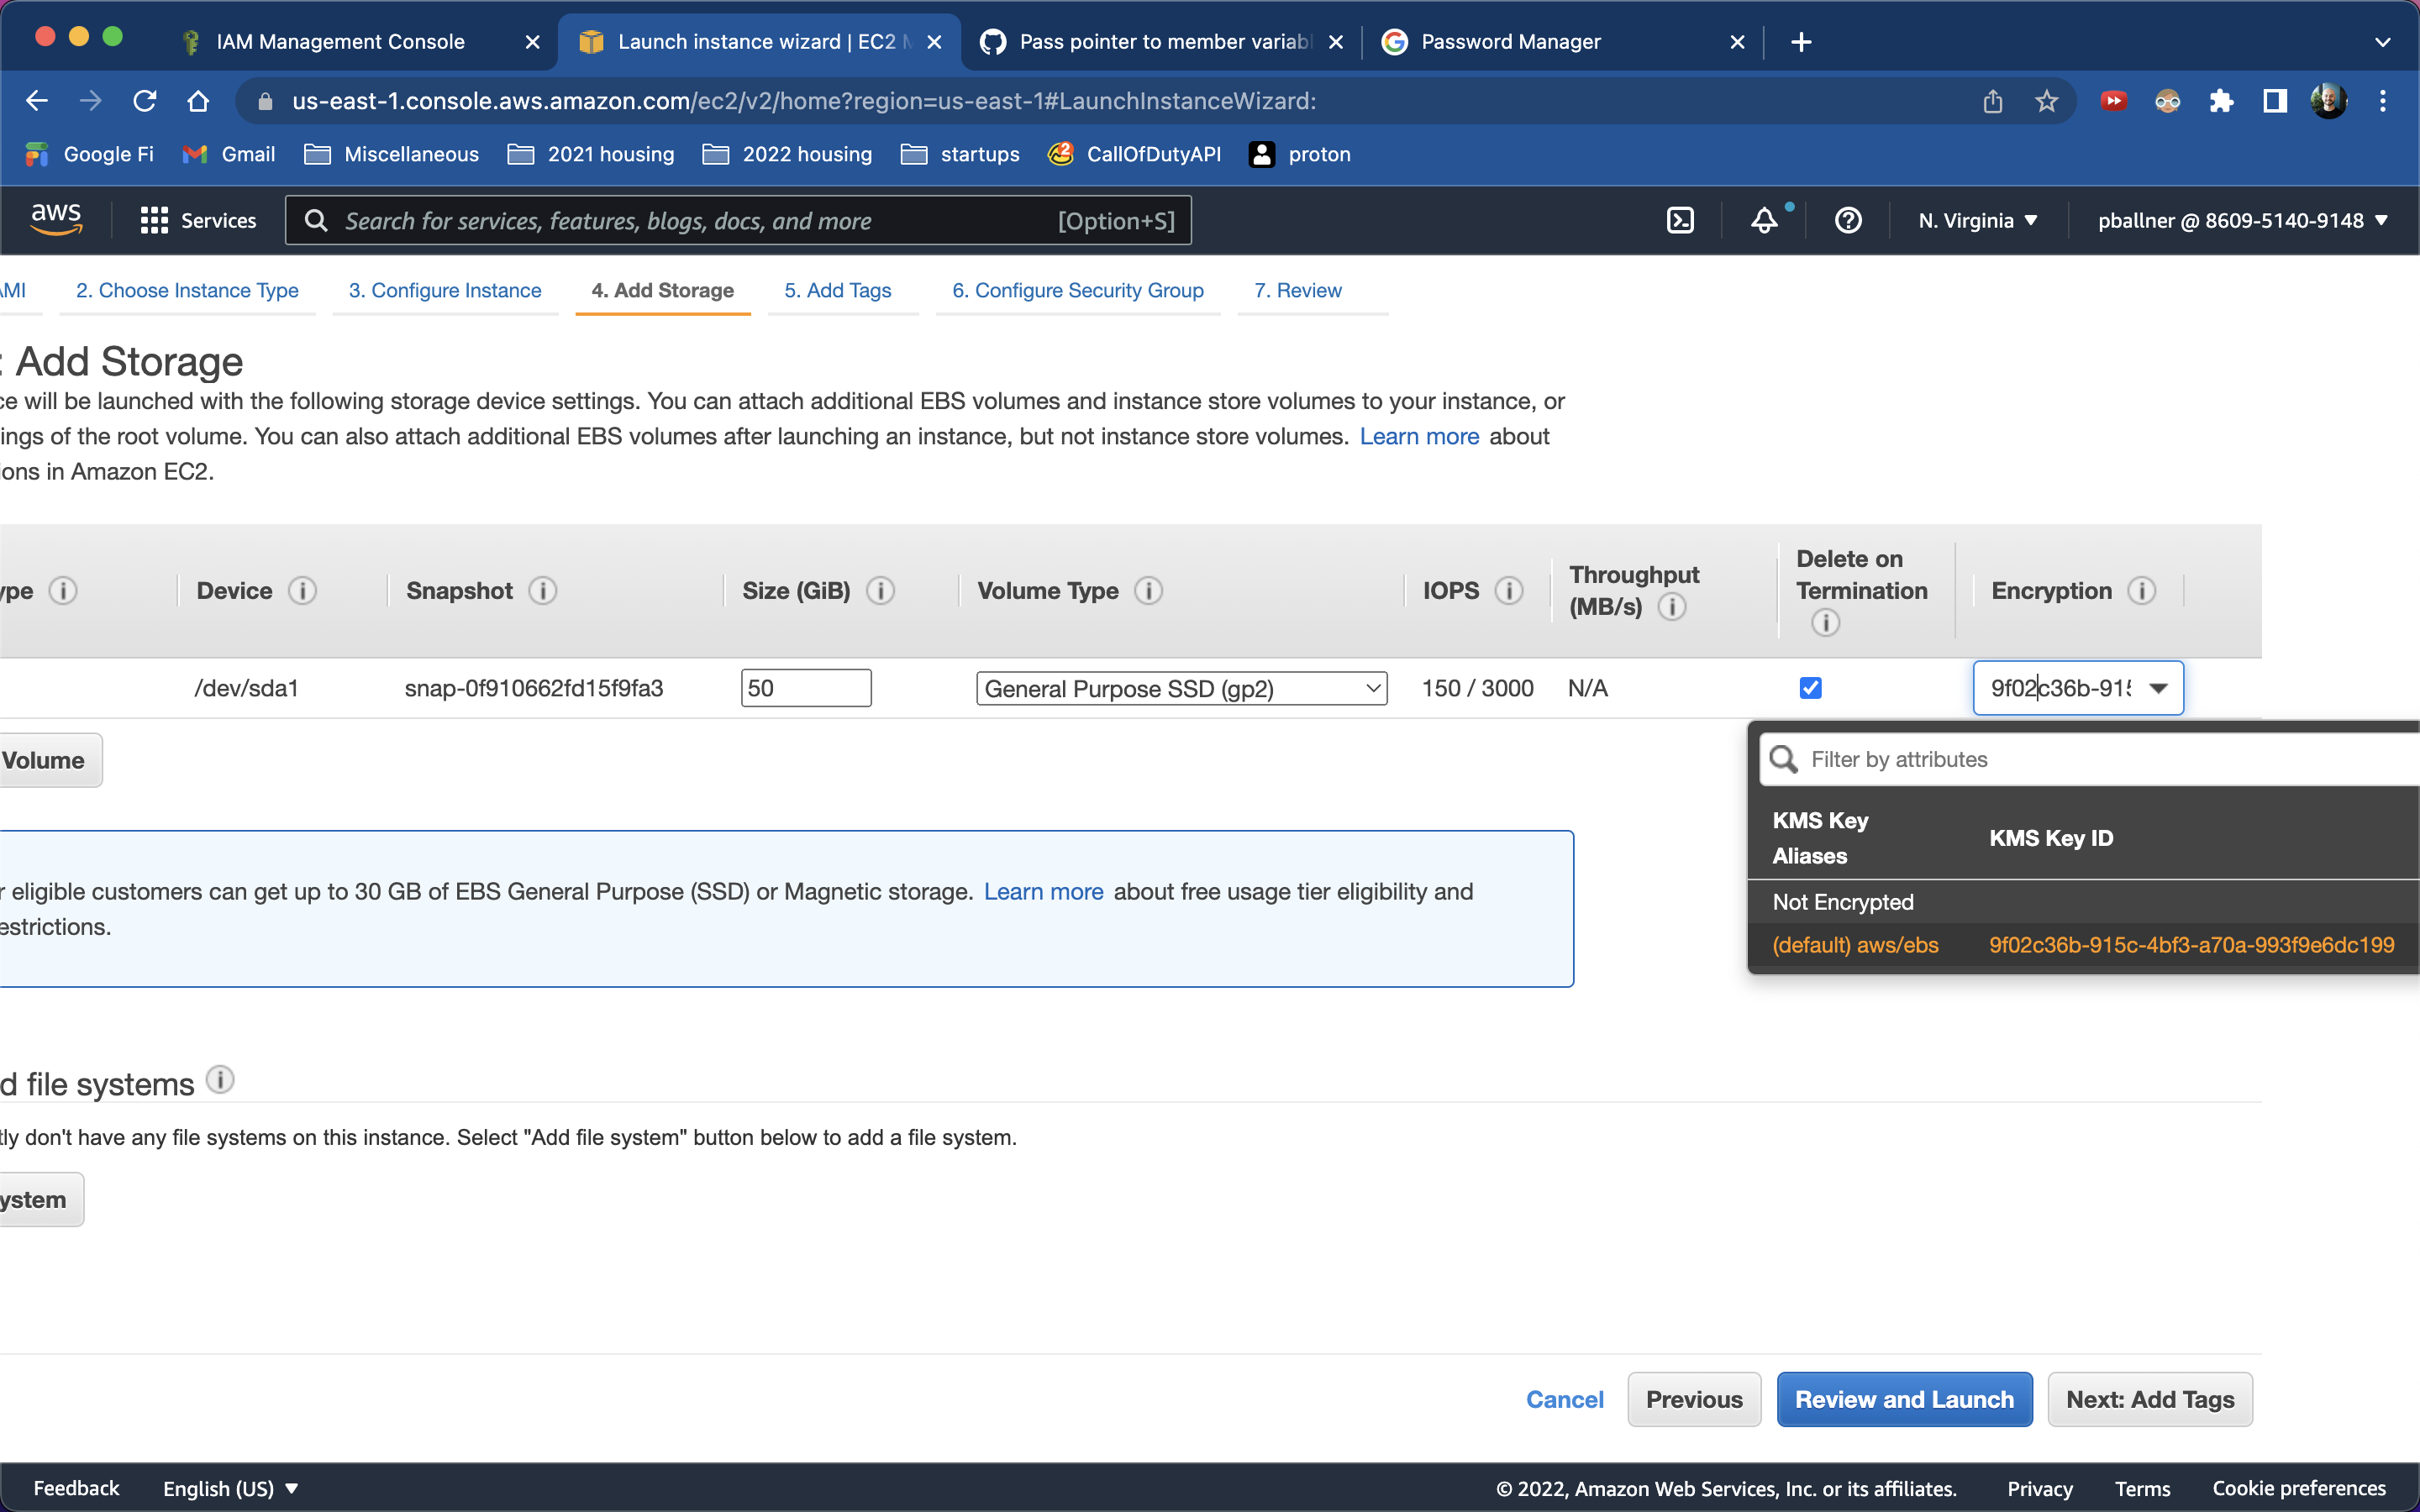 IAM Management Console
Launch instance wizard | EC2 M
Pass pointer to member variabl
Password Manager
us-east-1.console.aws.amazon.com/ec2/v2/home?region=us-east-1#LaunchInstanceWizard:
Google Fi
Gmail
Miscellaneous
2021 housing
2022 housing
startups
2
CallOfDutyAPI
proton
aws
Services
Search for services, features, blogs, docs, and more
[Option+S]
N. Virginia
pballner @ 8609-5140-9148
AMI
2. Choose Instance Type
3. Configure Instance
4. Add Storage
5. Add Tags
6. Configure Security Group
7. Review
: Add Storage
ce will be launched with the following storage device settings. You can attach additional EBS volumes and instance store volumes to your instance, or
ings of the root volume. You can also attach additional EBS volumes after launching an instance, but not instance store volumes. Learn more about
ions in Amazon EC2.
ype
Device
Snapshot
Size (GiB)
Volume Type
IOPS
Throughput
(MB/s)
Delete on
Termination
Encryption
/dev/sda1
snap-0f910662fd15f9fa3
50
General Purpose SSD (gp2)
150 / 3000
N/A
9f02c36b-915
Volume
Filter by attributes
KMS Key
Aliases
KMS Key ID
Not Encrypted
(default) aws/ebs
9f02c36b-915c-4bf3-a70a-993f9e6dc199
r eligible customers can get up to 30 GB of EBS General Purpose (SSD) or Magnetic storage. Learn more about free usage tier eligibility and
estrictions.
d file systems
tly don't have any file systems on this instance. Select "Add file system" button below to add a file system.
ystem
Cancel
Previous
Review and Launch
Next: Add Tags
Feedback
English (US)
© 2022, Amazon Web Services, Inc. or its affiliates.
Privacy
Terms
Cookie preferences